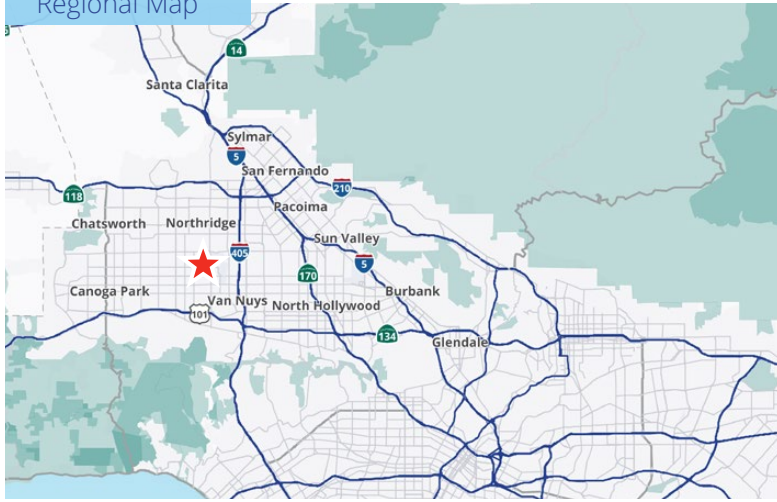 Regional Map
14
Santa Clarita
Sylmar
5
San Fernando
210
118
Pacoima
Chatsworth
Northridge
Sun Valley
405
5
170
Canoga Park
Burbank
Van Nuys
North Hollywood
101
134
Glendale